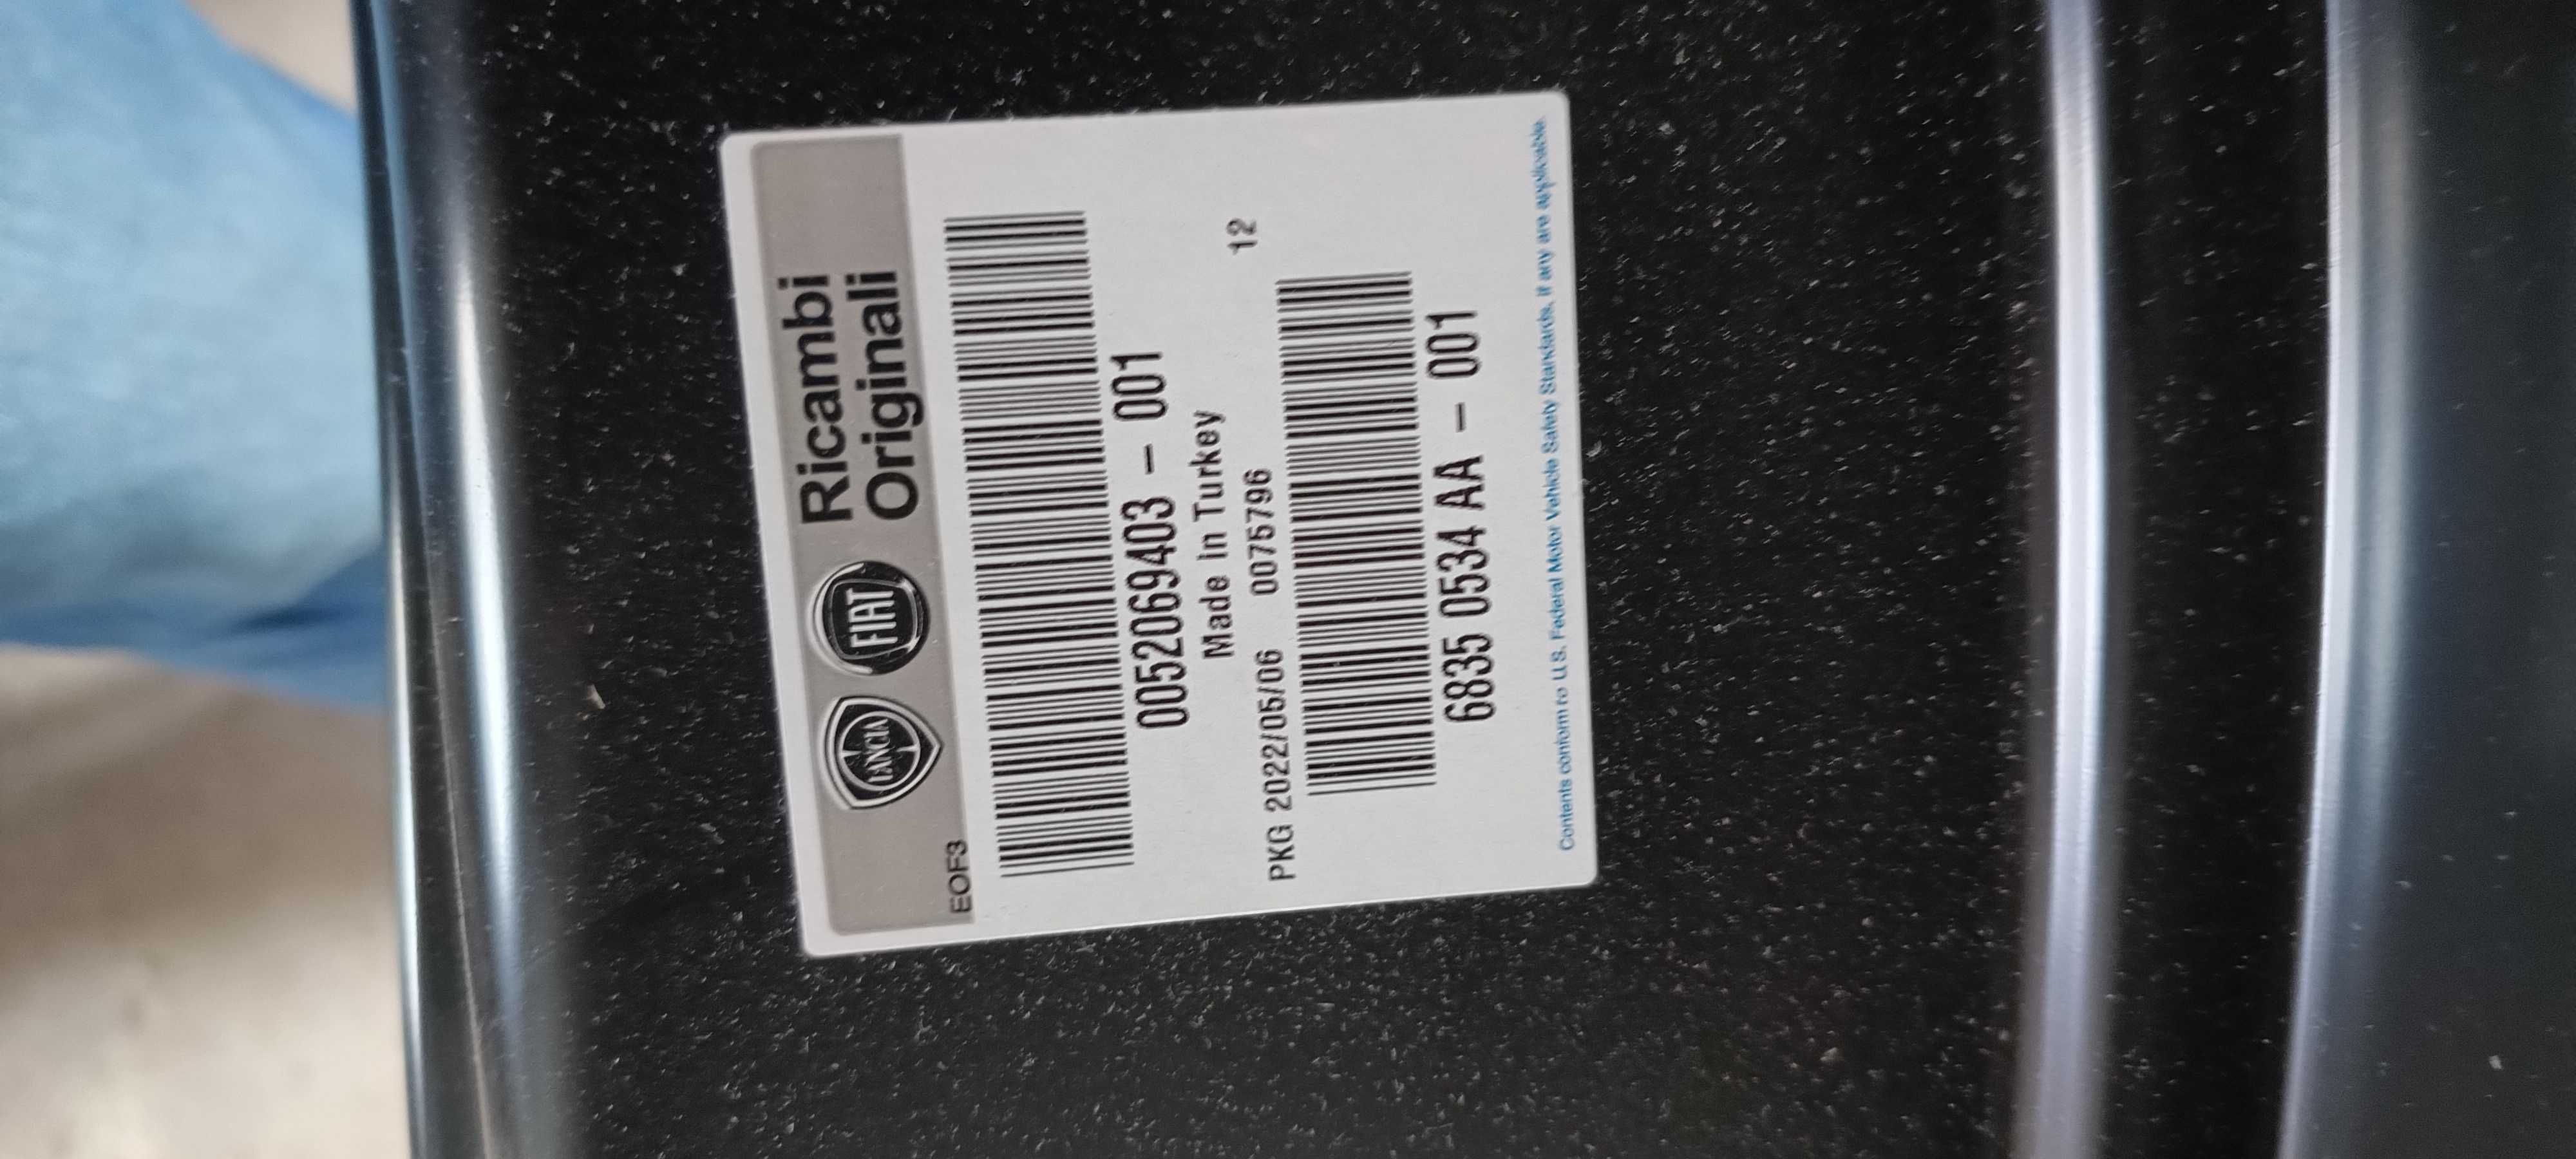 Ricambi
Originali
LANCIA
FIAT
EOF3
0052069403 - 001
Made In Turkey
PKG 2022/05/06 0075796 12
6835 0534 AA - 001
Contents conform to U.S. Federal Motor Vehicle Safety Standards, if any are applicable.